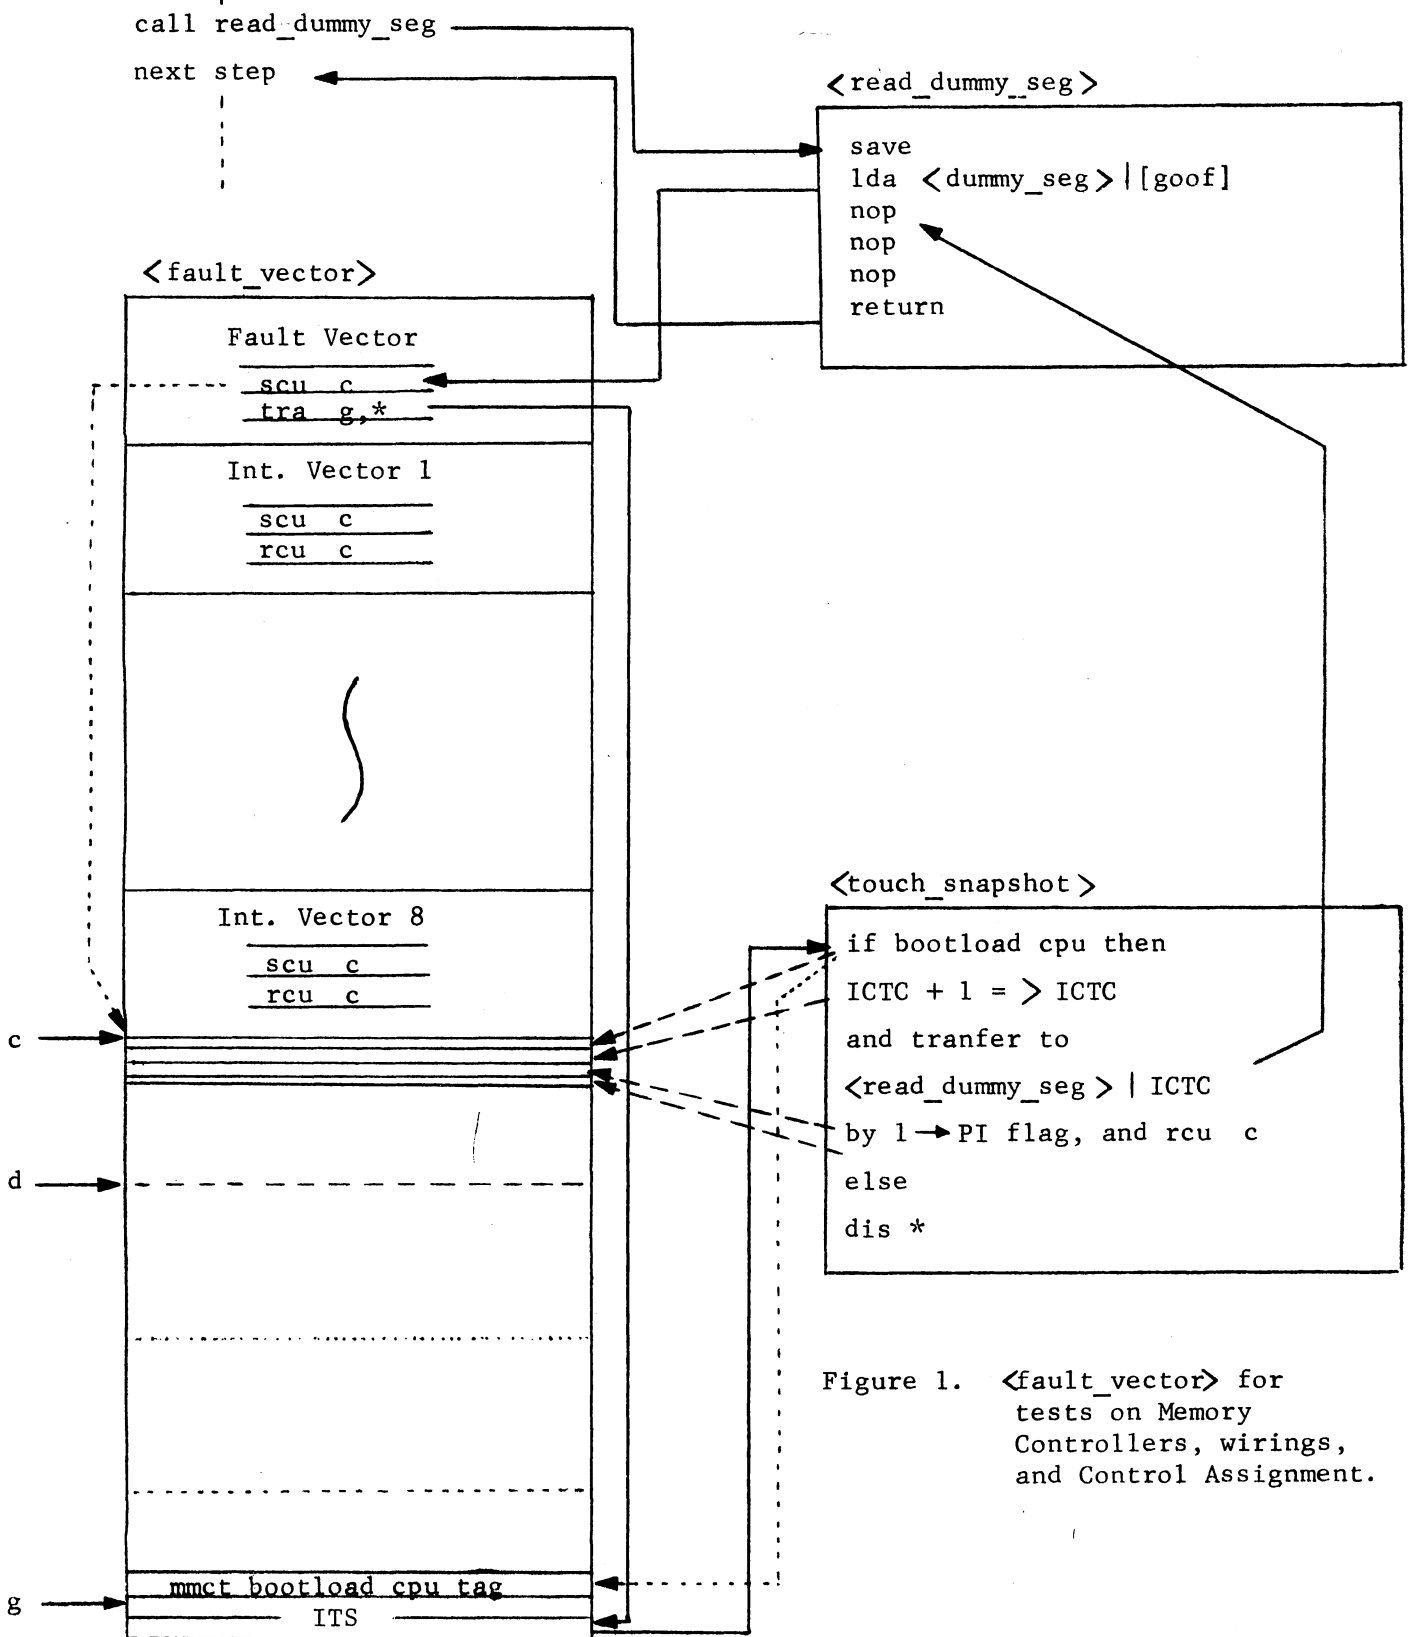 call read_dummy_seg
next step
<read_dummy_seg>
save
lda <dummy_seg>|[goof]
nop
nop
nop
return
<fault_vector>
Fault Vector
scu c
tra g,*
Int. Vector 1
scu c
rcu c
Int. Vector 8
scu c
rcu c
c
d
g
mmct bootload cpu tag
ITS
<touch_snapshot>
if bootload cpu then
ICTC + 1 = > ICTC
and tranfer to
<read_dummy_seg> | ICTC
by 1→PI flag, and rcu c
else
dis *
Figure 1. <fault_vector> for
tests on Memory
Controllers, wirings,
and Control Assignment.